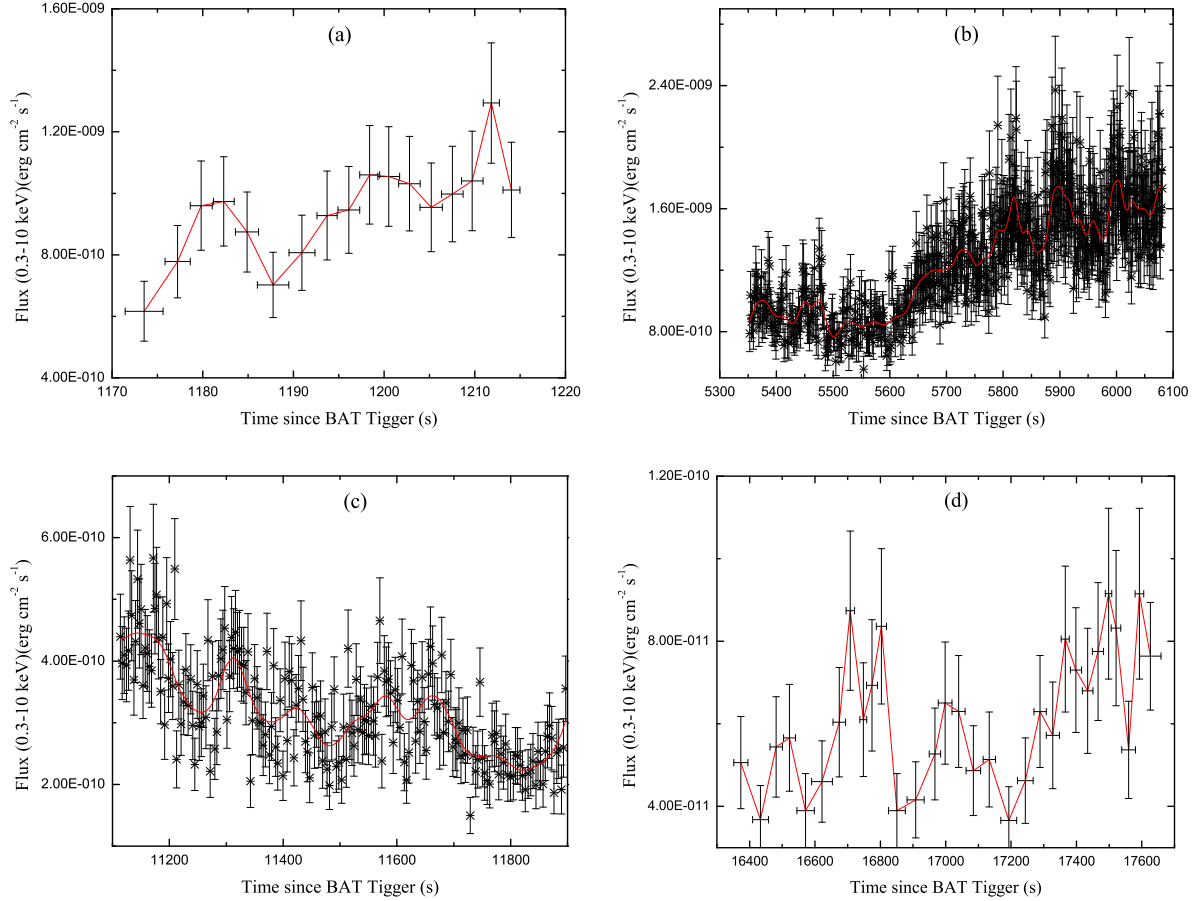 (a)
1.60E-009
1.20E-009
8.00E-010
4.00E-010
Flux (0.3-10 keV)(erg cm-2 s-1)
1170 1180 1190 1200 1210 1220
Time since BAT Tigger (s)
(b)
2.40E-009
1.60E-009
8.00E-010
Flux (0.3-10 keV)(erg cm-2 s-1)
5300 5400 5500 5600 5700 5800 5900 6000 6100
Time since BAT Tigger (s)
(c)
6.00E-010
4.00E-010
2.00E-010
Flux (0.3-10 keV)(erg cm-2 s-1)
11200 11400 11600 11800
Time since BAT Tigger (s)
(d)
1.20E-010
8.00E-011
4.00E-011
Flux (0.3-10 keV)(erg cm-2 s-1)
16400 16600 16800 17000 17200 17400 17600
Time since BAT Tigger (s)